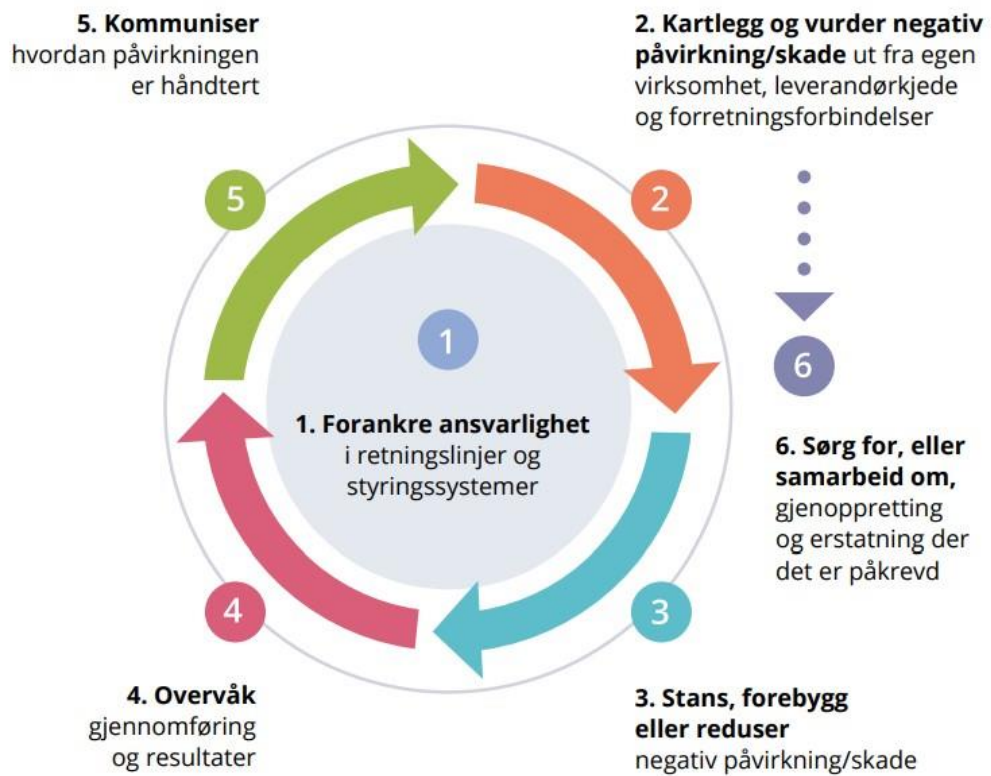 5. Kommuniser
hvordan påvirkningen
er håndtert
2. Kartlegg og vurder negativ
påvirkning/skade ut fra egen
virksomhet, leverandørkjede
og forretningsforbindelser
5
2
1
6
1. Forankre ansvarlighet
i retningslinjer og
styringssystemer
6. Sørg for, eller
samarbeid om,
gjenoppretting
og erstatning der
det er påkrevd
4
3
4. Overvåk
gjennomføring
og resultater
3. Stans, forebygg
eller reduser
negativ påvirkning/skade